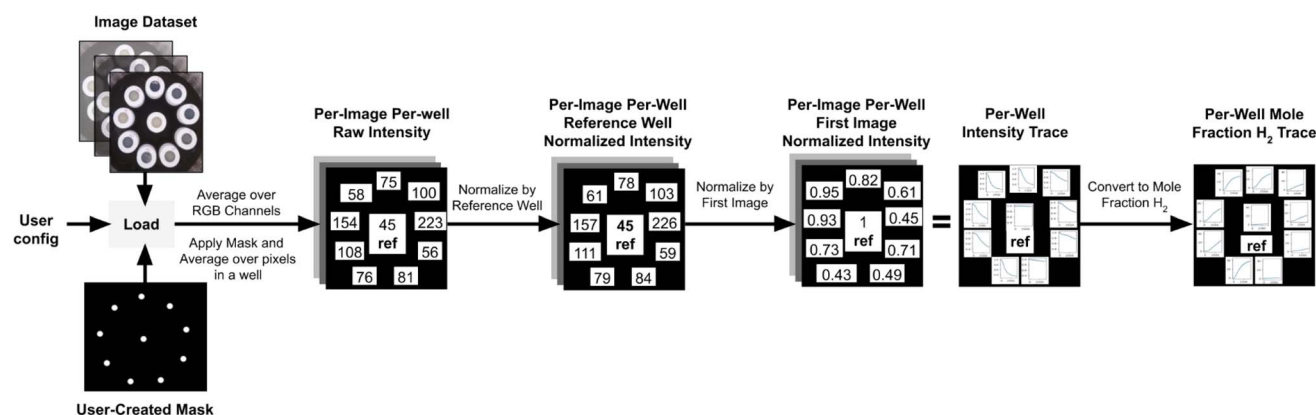 Image Dataset
User
config
Load
User-Created Mask
Average over
RGB Channels
Apply Mask and
Average over pixels
in a well
Per-Image Per-well
Raw Intensity
75
58
100
154
45
223
ref
108
56
76
81
Normalize by
Reference Well
Per-Image Per-Well
Reference Well
Normalized Intensity
78
61
103
157
45
226
ref
111
59
79
84
Normalize by
First Image
Per-Image Per-Well
First Image
Normalized Intensity
0.82
0.95
0.61
0.93
1
0.45
ref
0.73
0.71
0.43
0.49
=
Per-Well
Intensity Trace
ref
Convert to Mole
Fraction H₂
Per-Well Mole
Fraction H₂ Trace
ref